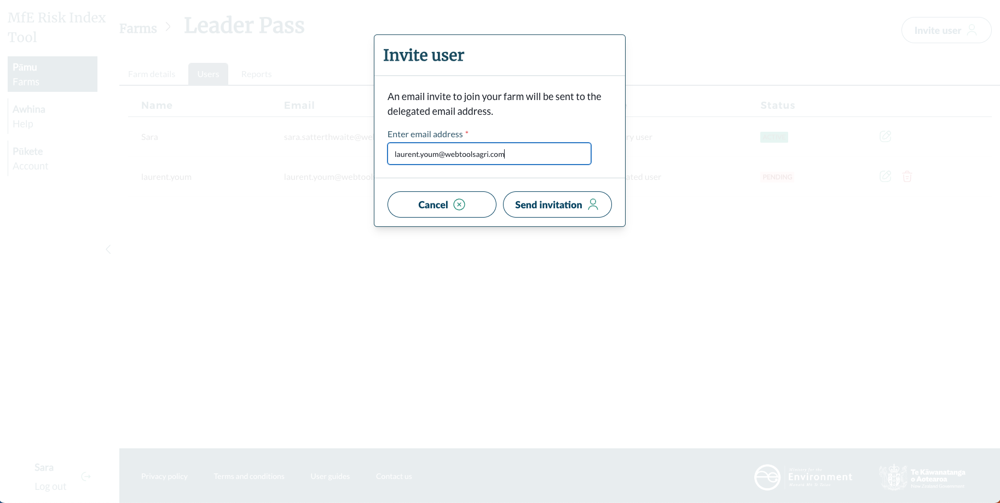 MfE Risk Index
Tool
Pāmu
Farms
Awhina
Help
Pūkete
Account
Farms
Leader Pass
Invite user
Farm details
Users
Reports
Name
Email
Status
Sara
sara.satterthwaite@we
ry user
ACTIVE
laurent.youm
laurent.youm@webtools
ated user
PENDING
Invite user
An email invite to join your farm will be sent to the
delegated email address.
Enter email address *
laurent.youm@webtoolsagri.com
Cancel
Send invitation
Sara
Log out
Privacy policy
Terms and conditions
User guides
Contact us
Ministry for the
Environment
Manatū Mō Te Taiao
Te Kāwanatanga
o Aotearoa
New Zealand Government